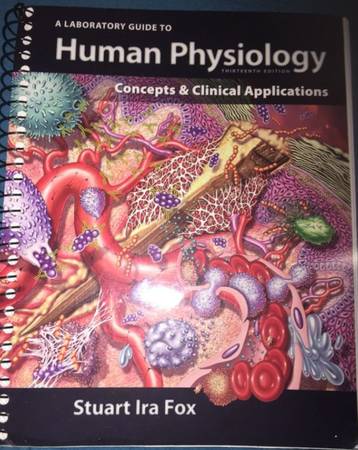 A LABORATORY GUIDE TO
Human Physiology
THIRTEENTH EDITION
Concepts & Clinical Applications
Stuart Ira Fox